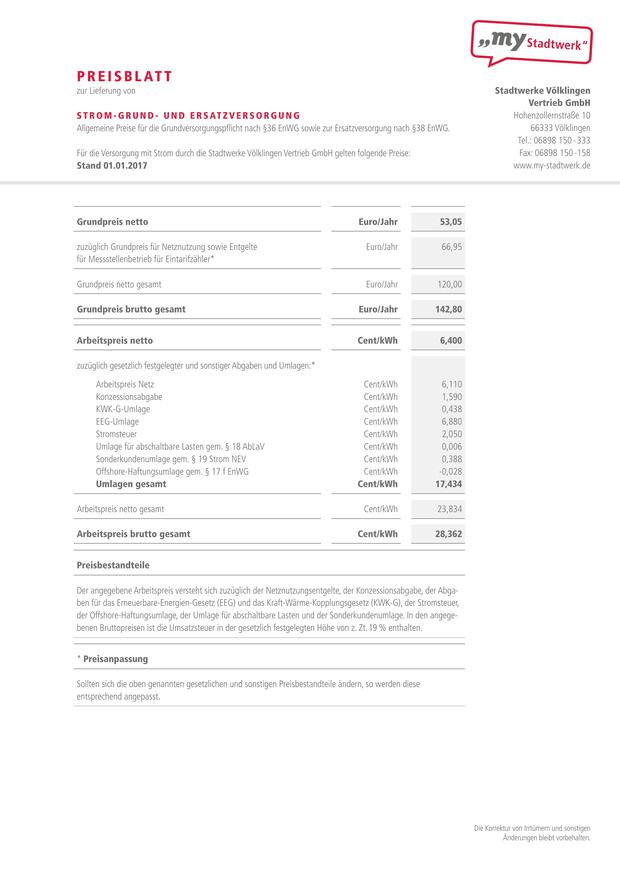 „my Stadtwerk“
PREISBLATT
zur Lieferung von
STROM-GRUND- UND ERSATZVERSORGUNG
Allgemeine Preise für die Grundversorgungspflicht nach §36 EnWG sowie zur Ersatzversorgung nach §38 EnWG.
Für die Versorgung mit Strom durch die Stadtwerke Völklingen Vertrieb GmbH gelten folgende Preise:
Stand 01.01.2017
Stadtwerke Völklingen
Vertrieb GmbH
Hohenzollernstraße 10
66333 Völklingen
Tel.: 06898 150-333
Fax: 06898 150-158
www.my-stadtwerk.de
Grundpreis netto Euro/Jahr 53,05
zuzüglich Grundpreis für Netznutzung sowie Entgelte Euro/Jahr 66,95
für Messstellenbetrieb für Eintarifzähler*
Grundpreis netto gesamt Euro/Jahr 120,00
Grundpreis brutto gesamt Euro/Jahr 142,80
Arbeitspreis netto Cent/kWh 6,400
zuzüglich gesetzlich festgelegter und sonstiger Abgaben und Umlagen:*
Arbeitspreis Netz Cent/kWh 6,110
Konzessionsabgabe Cent/kWh 1,590
KWK-G-Umlage Cent/kWh 0,438
EEG-Umlage Cent/kWh 6,880
Stromsteuer Cent/kWh 2,050
Umlage für abschaltbare Lasten gem. § 18 AbLaV Cent/kWh 0,006
Sonderkundenumlage gem. § 19 Strom NEV Cent/kWh 0,388
Offshore-Haftungsumlage gem. § 17 f EnWG Cent/kWh -0,028
Umlagen gesamt Cent/kWh 17,434
Arbeitspreis netto gesamt Cent/kWh 23,834
Arbeitspreis brutto gesamt Cent/kWh 28,362
Preisbestandteile
Der angegebene Arbeitspreis versteht sich zuzüglich der Netznutzungsentgelte, der Konzessionsabgabe, der Abga-
ben für das Erneuerbare-Energien-Gesetz (EEG) und das Kraft-Wärme-Kopplungsgesetz (KWK-G), der Stromsteuer,
der Offshore-Haftungsumlage, der Umlage für abschaltbare Lasten und der Sonderkundenumlage. In den angege-
benen Bruttopreisen ist die Umsatzsteuer in der gesetzlich festgelegten Höhe von z. Zt. 19 % enthalten.
* Preisanpassung
Sollten sich die oben genannten gesetzlichen und sonstigen Preisbestandteile ändern, so werden diese
entsprechend angepasst.
Die Korrektur von Irrtümern und sonstigen
Änderungen bleibt vorbehalten.